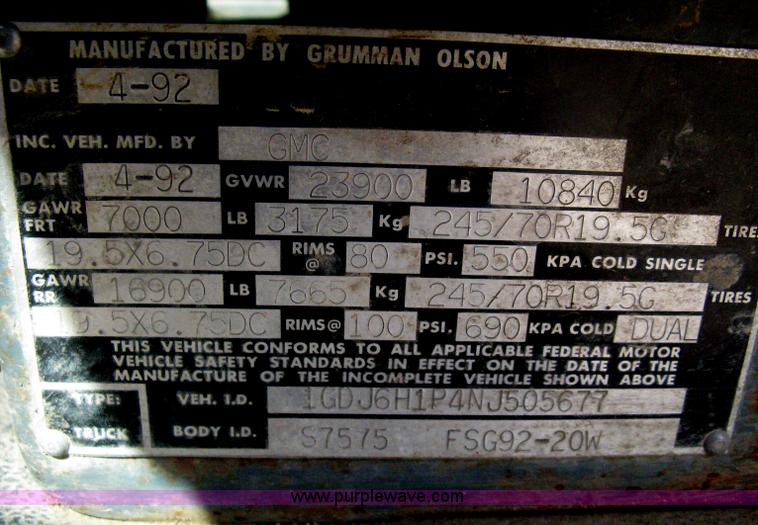 MANUFACTURED BY GRUMMAN OLSON
DATE 4-92
INC. VEH. MFD. BY GMC
DATE 4-92 GVWR 23900 LB 10840 Kg
GAWR FRT 7000 LB 3175 Kg 245/70R19.5G TIRES
19.5X6.75DC RIMS @ 80 PSI. 550 KPA COLD SINGLE
GAWR RR 16900 LB 7665 Kg 245/70R19.5G TIRES
19.5X6.75DC RIMS @ 100 PSI. 690 KPA COLD DUAL
THIS VEHICLE CONFORMS TO ALL APPLICABLE FEDERAL MOTOR
VEHICLE SAFETY STANDARDS IN EFFECT ON THE DATE OF THE
MANUFACTURE OF THE INCOMPLETE VEHICLE SHOWN ABOVE
TYPE: VEH. I.D. 1GDJ6H1P4NJ505677
TRUCK BODY I.D. S7575 FSG92-20W
www.purplewave.com